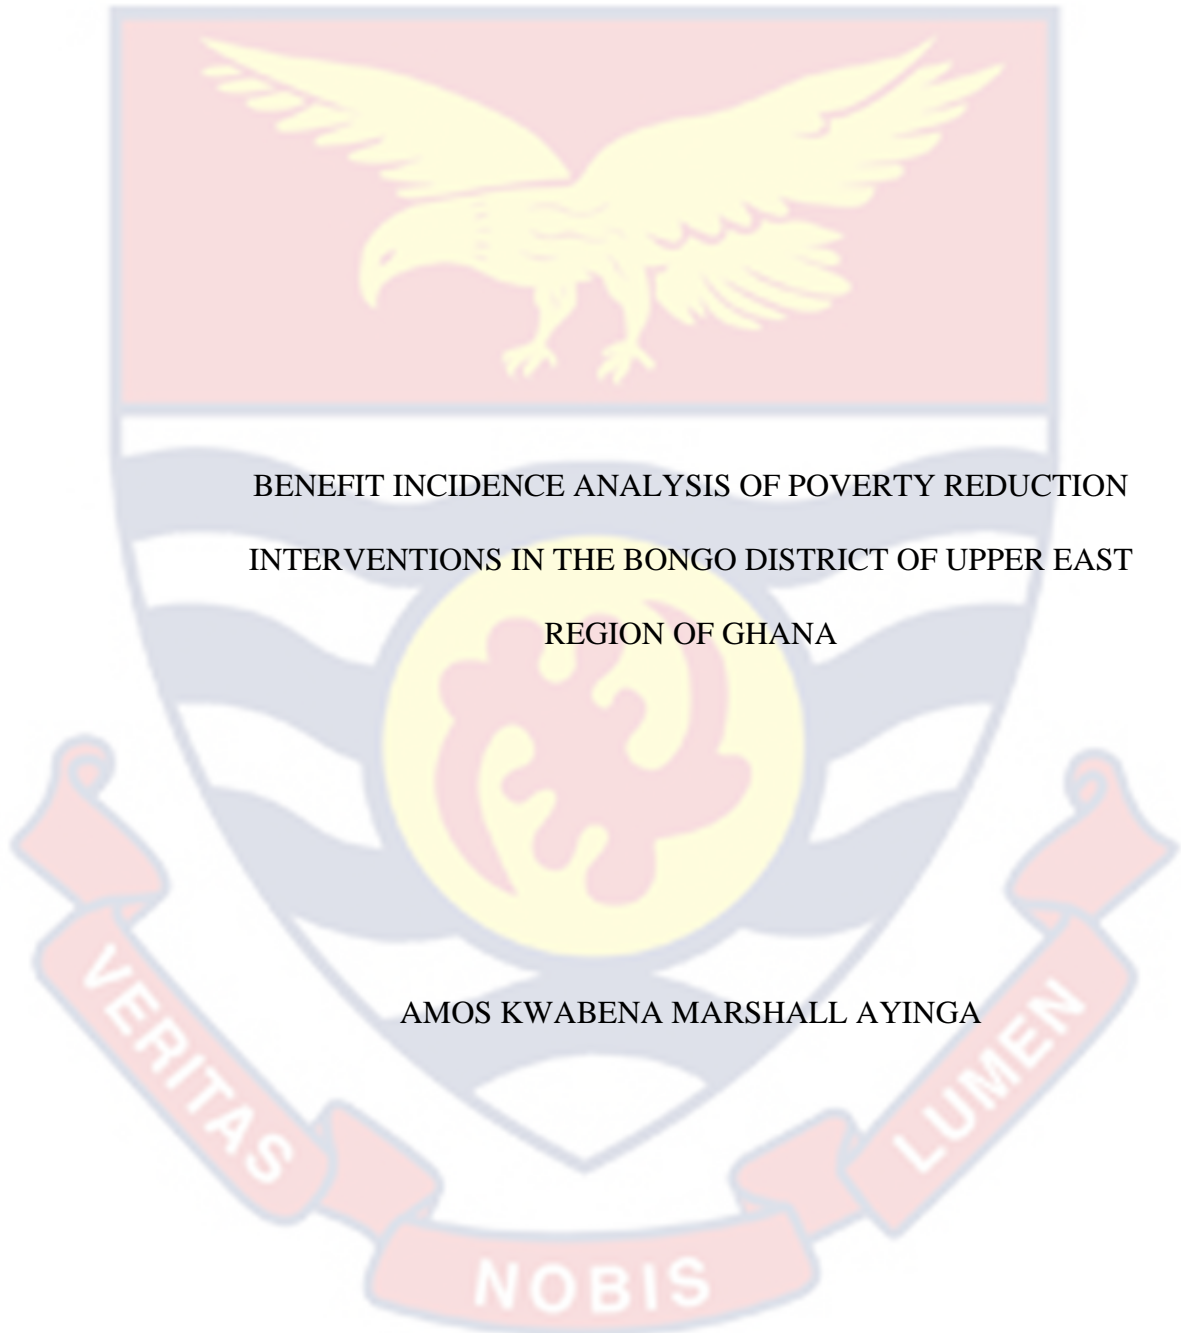 BENEFIT INCIDENCE ANALYSIS OF POVERTY REDUCTION
INTERVENTIONS IN THE BONGO DISTRICT OF UPPER EAST
REGION OF GHANA
AMOS KWABENA MARSHALL AYINGA
VERITAS
NOBIS
LUMEN